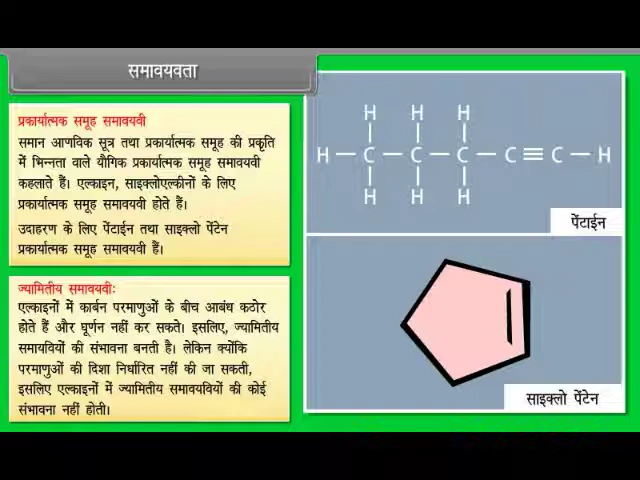 समावयवता
प्रकार्यात्मक समूह समावयवी
समान आणविक सूत्र तथा प्रकार्यात्मक समूह की प्रकृति
में भिन्नता वाले यौगिक प्रकार्यात्मक समूह समावयवी
कहलाते हैं। एल्काइन, साइक्लोएल्कीनों के लिए
प्रकार्यात्मक समूह समावयवी होते हैं।
उदाहरण के लिए पेंटाईन तथा साइक्लो पेंटेन
प्रकार्यात्मक समूह समावयवी हैं।
ज्यामितीय समावयवीः
एल्काइनों में कार्बन परमाणुओं के बीच आबंध कठोर
होते हैं और घूर्णन नहीं कर सकते। इसलिए, ज्यामितीय
समायवियों की संभावना बनती है। लेकिन क्योंकि
परमाणुओं की दिशा निर्धारित नहीं की जा सकती,
इसलिए एल्काइनों में ज्यामितीय समावयवियों की कोई
संभावना नहीं होती।
H H H
H — C — C — C — C ≡ C — H
H H H
पेंटाईन
साइक्लो पेंटेन